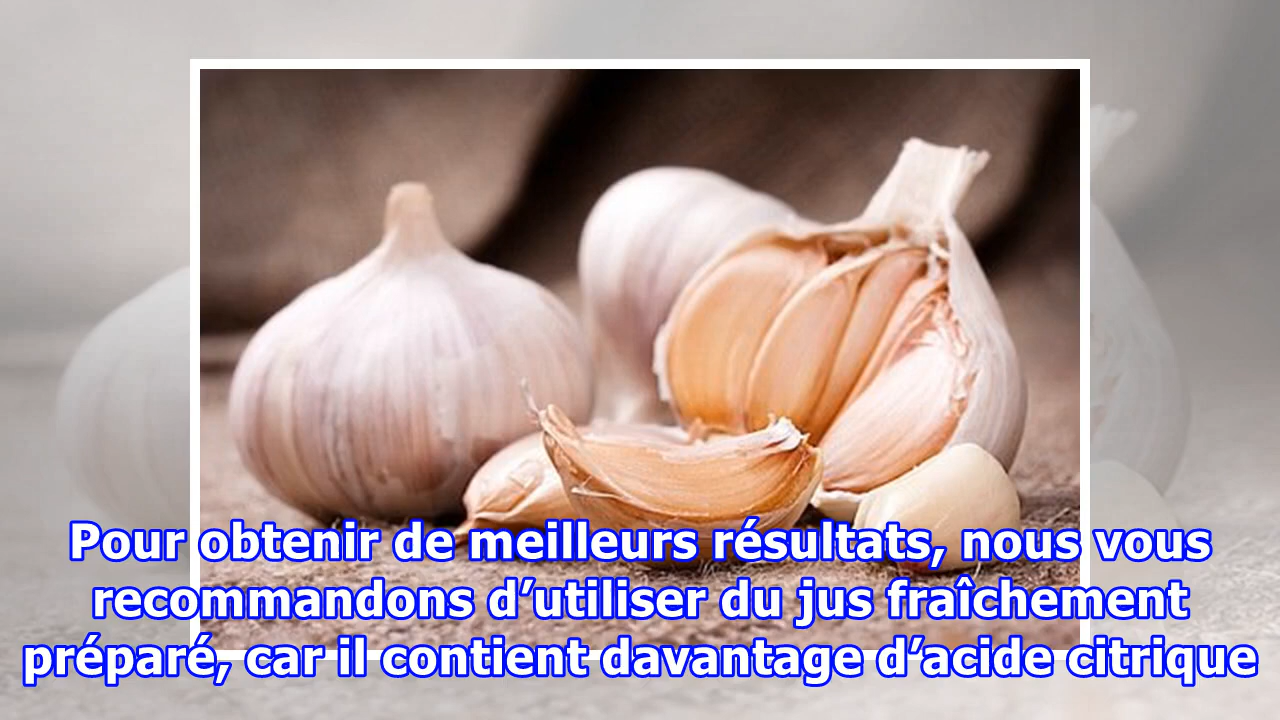 Pour obtenir de meilleurs résultats, nous vous
recommandons d’utiliser du jus fraîchement
préparé, car il contient davantage d’acide citrique